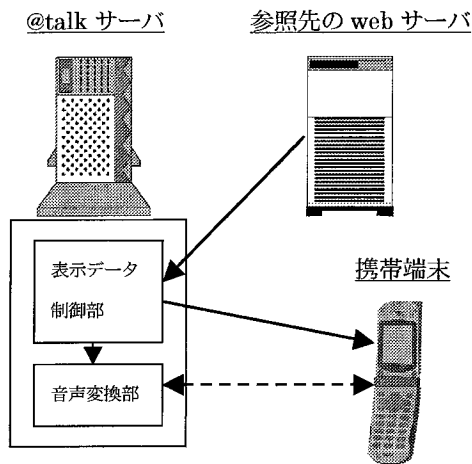 @talk サーバ
参照先の web サーバ
表示データ
制御部
携帯端末
音声変換部